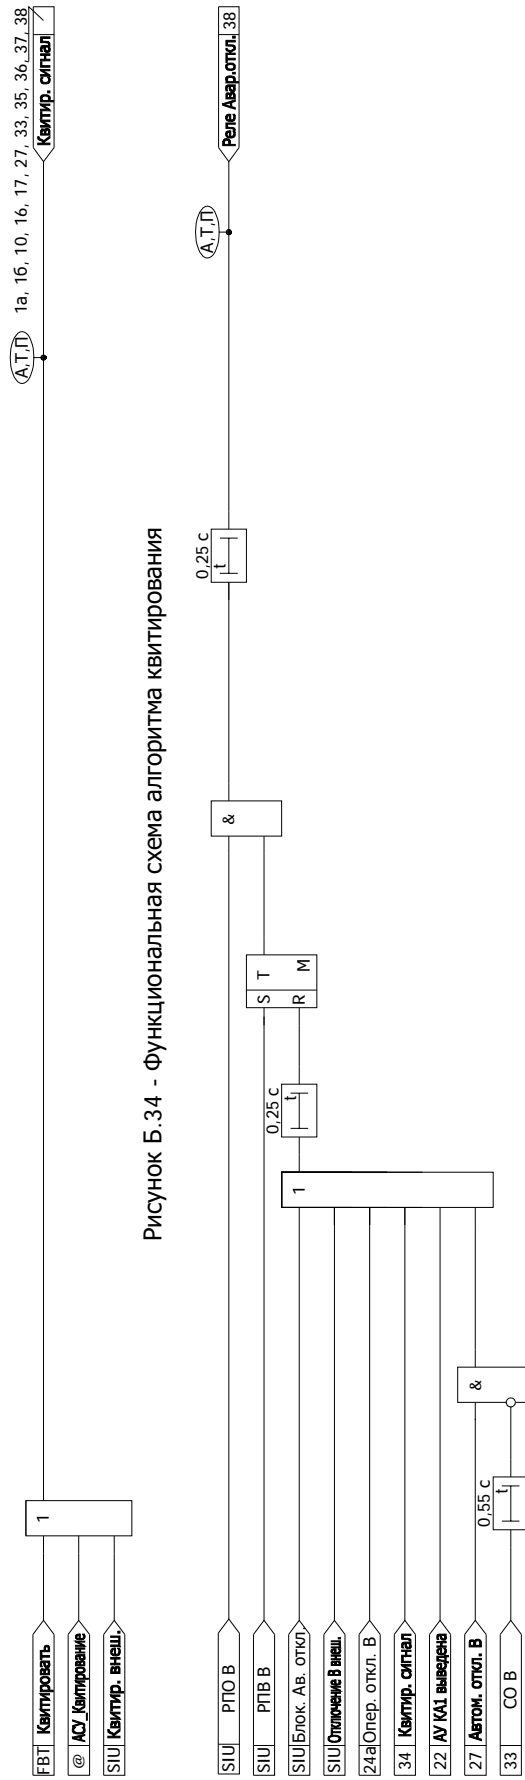 FBT Квитировать
@ АСУ_Квитирование
SIU Квитир. внеш.
1
А,Т,П
1а, 1б, 10, 16, 17, 27, 33, 35, 36, 37, 38
Квитир. сигнал
Рисунок Б.34 - Функциональная схема алгоритма квитирования
SIU РПО В
SIU РПВ В
SIU Блок. Ав. откл.
SIU Отключение В внеш.
24а Опер. откл. В
34 Квитир. сигнал
22 АУ КА1 выведена
27 Автом. откл. В
33 СО В
0,55 с
t
&
1
0,25 с
t
S T
R M
&
0,25 с
t
А,Т,П
Реле Авар.откл. 38